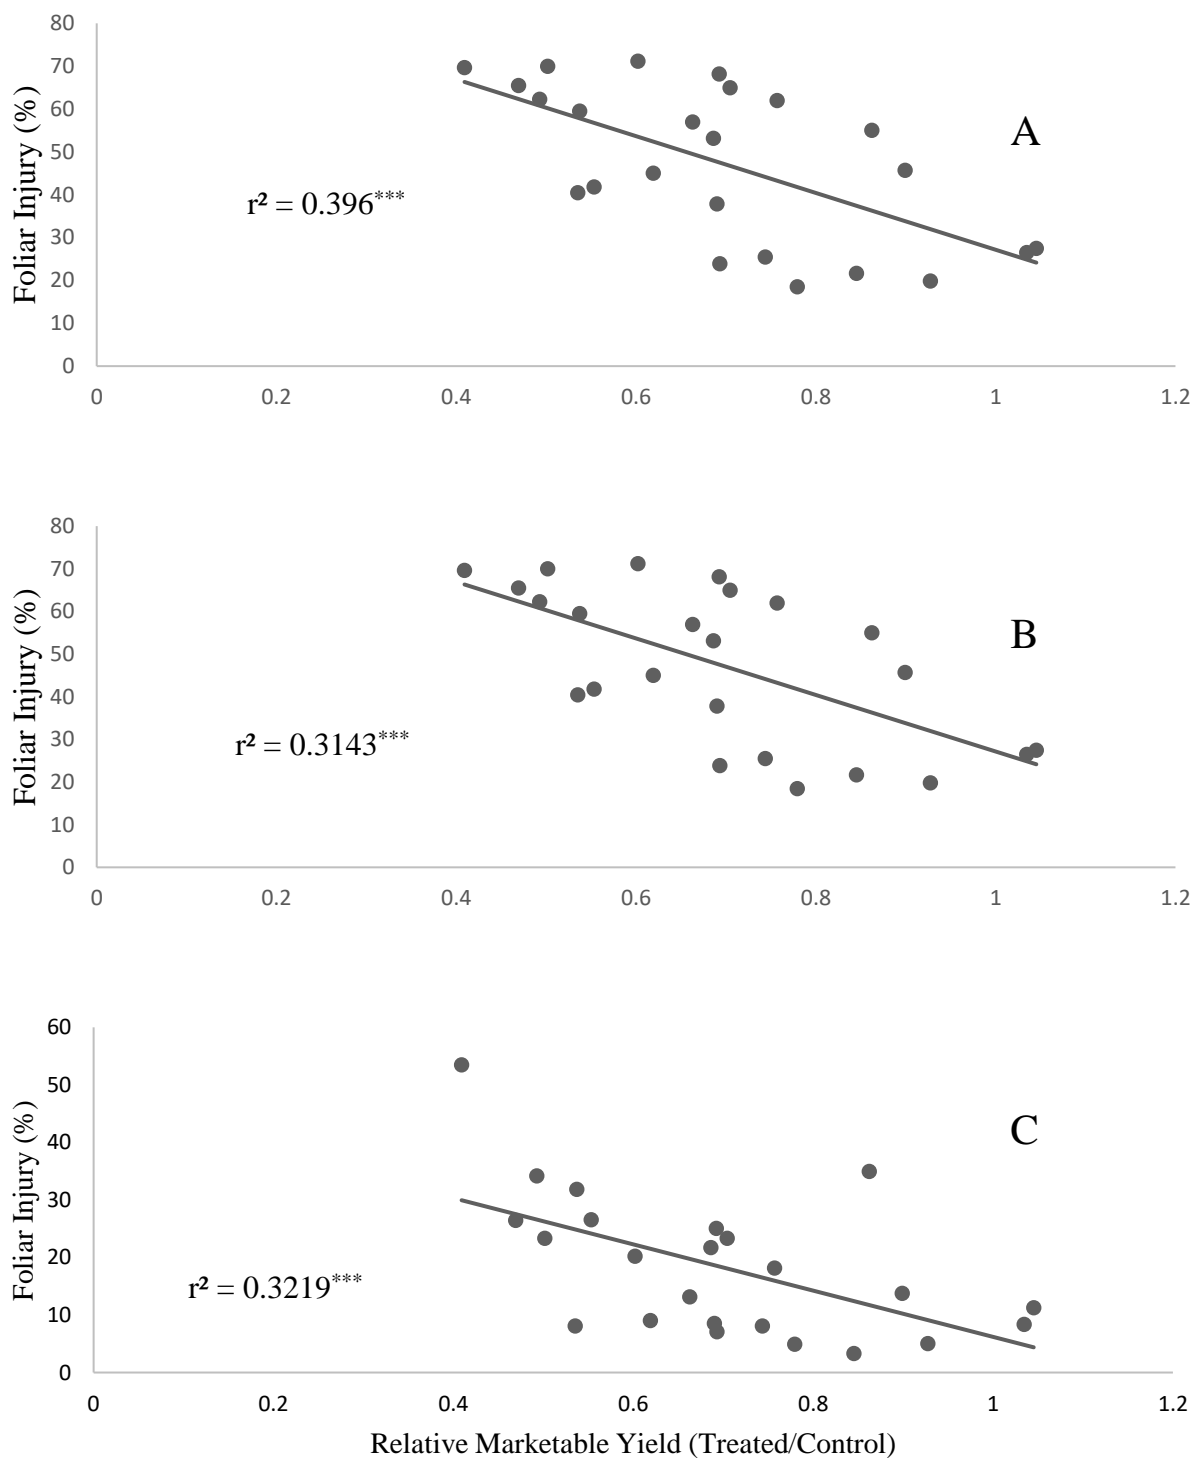 80
70
60
50
40
30
20
10
0
Foliar Injury (%)
A
r² = 0.396***
0 0.2 0.4 0.6 0.8 1 1.2
80
70
60
50
40
30
20
10
0
Foliar Injury (%)
B
r² = 0.3143***
0 0.2 0.4 0.6 0.8 1 1.2
60
50
40
30
20
10
0
Foliar Injury (%)
C
r² = 0.3219***
0 0.2 0.4 0.6 0.8 1 1.2
Relative Marketable Yield (Treated/Control)